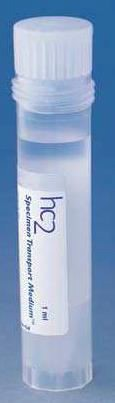 hc2
Specimen Transport Medium™
1 ml